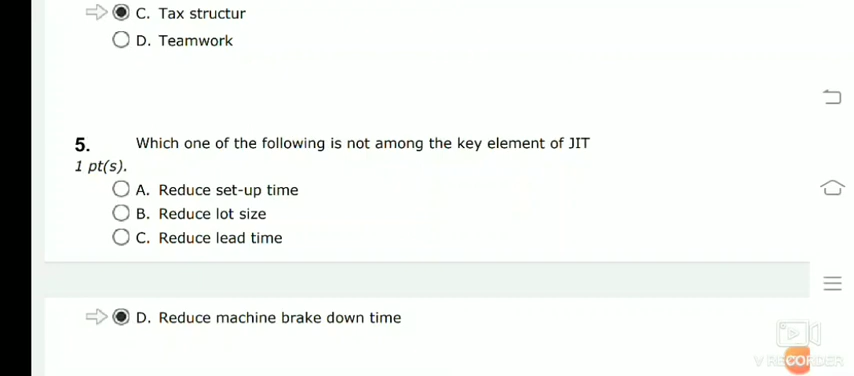 C. Tax structur
D. Teamwork
5. Which one of the following is not among the key element of JIT
1 pt(s).
A. Reduce set-up time
B. Reduce lot size
C. Reduce lead time
D. Reduce machine brake down time
V RECORDER